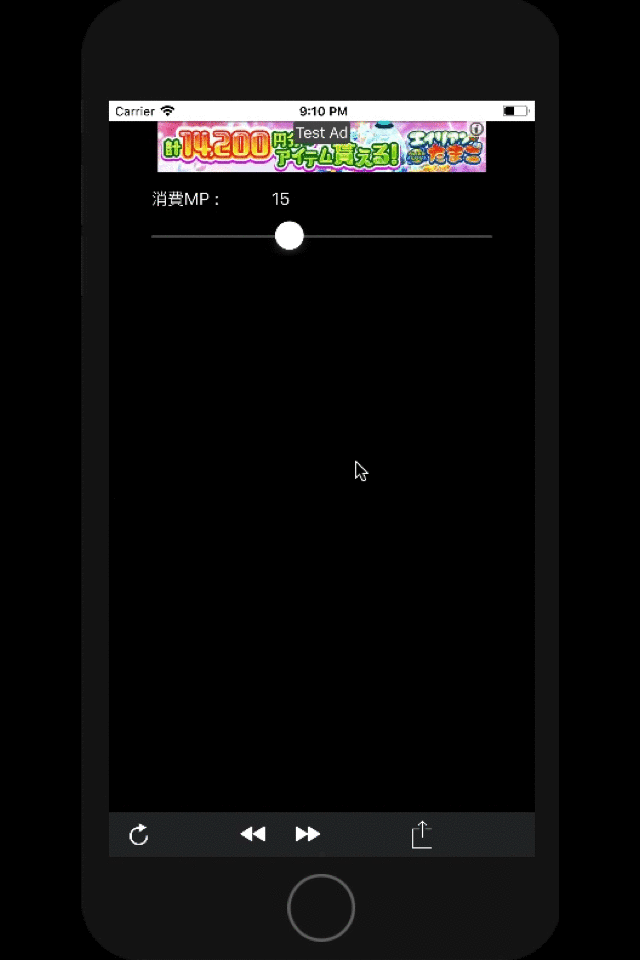 Carrier
9:10 PM
Test Ad
計14,200円分
アイテム貰える!
エイリアンの
たまご
消費MP： 15